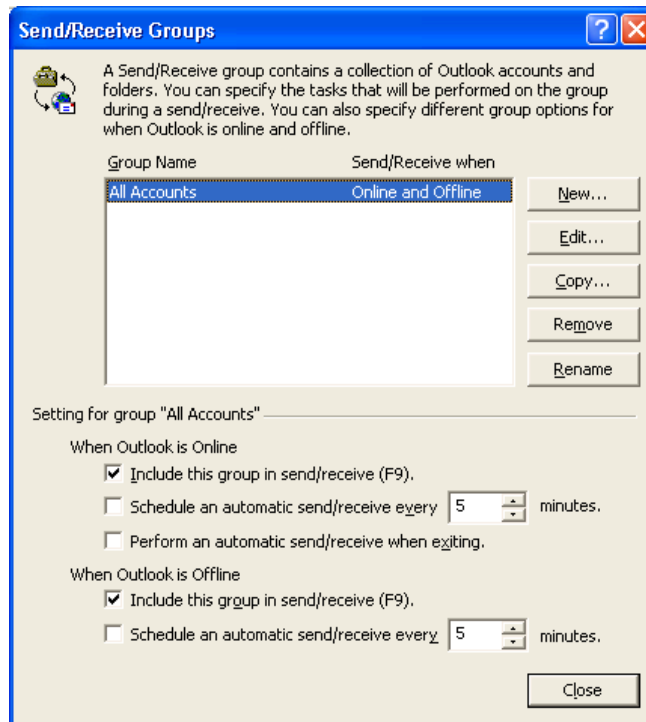 Send/Receive Groups
A Send/Receive group contains a collection of Outlook accounts and
folders. You can specify the tasks that will be performed on the group
during a send/receive. You can also specify different group options for
when Outlook is online and offline.
Group Name Send/Receive when
All Accounts Online and Offline
New...
Edit...
Copy...
Remove
Rename
Setting for group "All Accounts"
When Outlook is Online
Include this group in send/receive (F9).
Schedule an automatic send/receive every 5 minutes.
Perform an automatic send/receive when exiting.
When Outlook is Offline
Include this group in send/receive (F9).
Schedule an automatic send/receive every 5 minutes.
Close